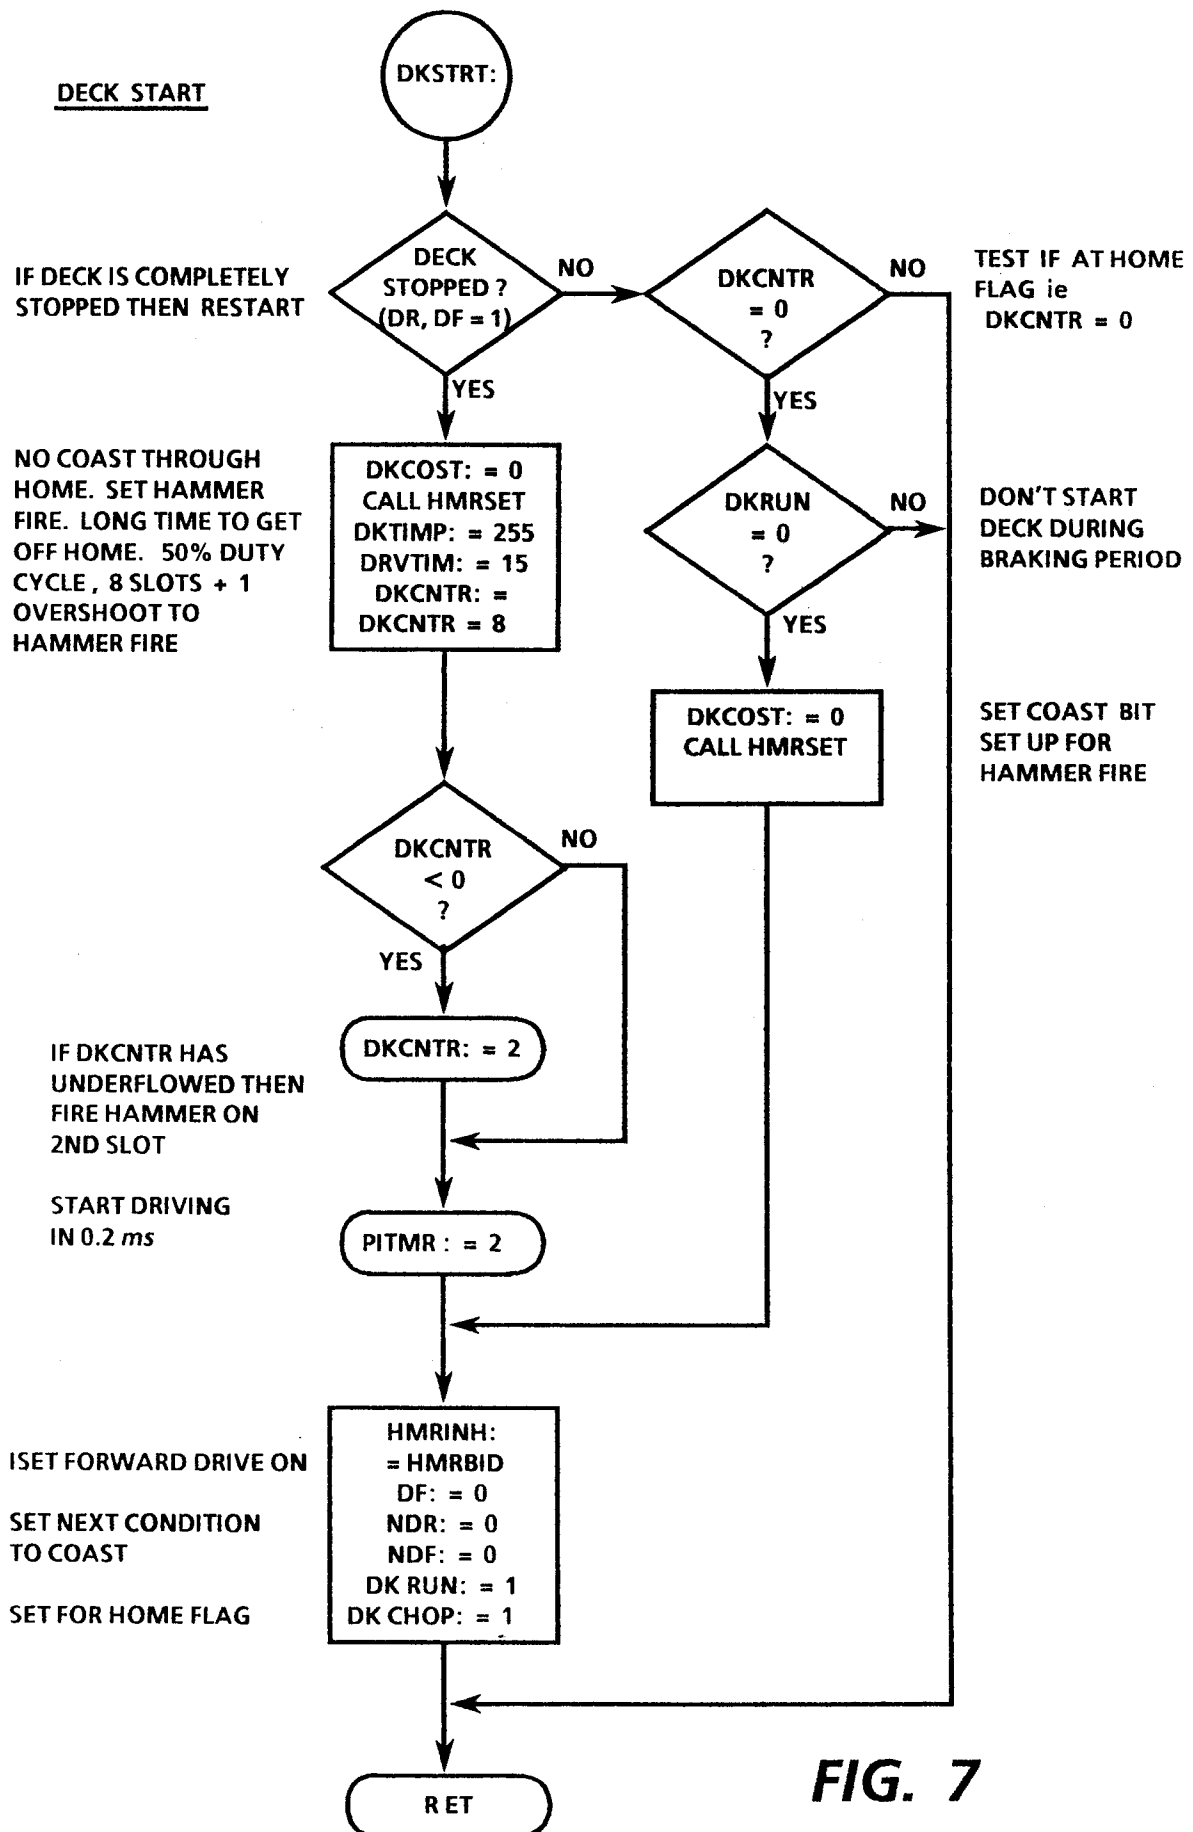 DKSTRT:
DECK START
IF DECK IS COMPLETELY
STOPPED THEN RESTART
DECK
STOPPED ?
(DR, DF = 1)
NO
YES
DKCNTR
= 0
?
NO
YES
TEST IF AT HOME
FLAG ie
DKCNTR = 0
NO COAST THROUGH
HOME. SET HAMMER
FIRE. LONG TIME TO GET
OFF HOME. 50% DUTY
CYCLE, 8 SLOTS + 1
OVERSHOOT TO
HAMMER FIRE
DKCOST: = 0
CALL HMRSET
DKTIMP: = 255
DRVTIM: = 15
DKCNTR: =
DKCNTR = 8
DKRUN
= 0
?
NO
YES
DON'T START
DECK DURING
BRAKING PERIOD
DKCOST: = 0
CALL HMRSET
SET COAST BIT
SET UP FOR
HAMMER FIRE
DKCNTR
< 0
?
NO
YES
DKCNTR: = 2
IF DKCNTR HAS
UNDERFLOWED THEN
FIRE HAMMER ON
2ND SLOT
START DRIVING
IN 0.2 ms
PITMR : = 2
ISET FORWARD DRIVE ON
SET NEXT CONDITION
TO COAST
SET FOR HOME FLAG
HMRINH:
= HMRBID
DF: = 0
NDR: = 0
NDF: = 0
DK RUN: = 1
DK CHOP: = 1
R ET
FIG. 7